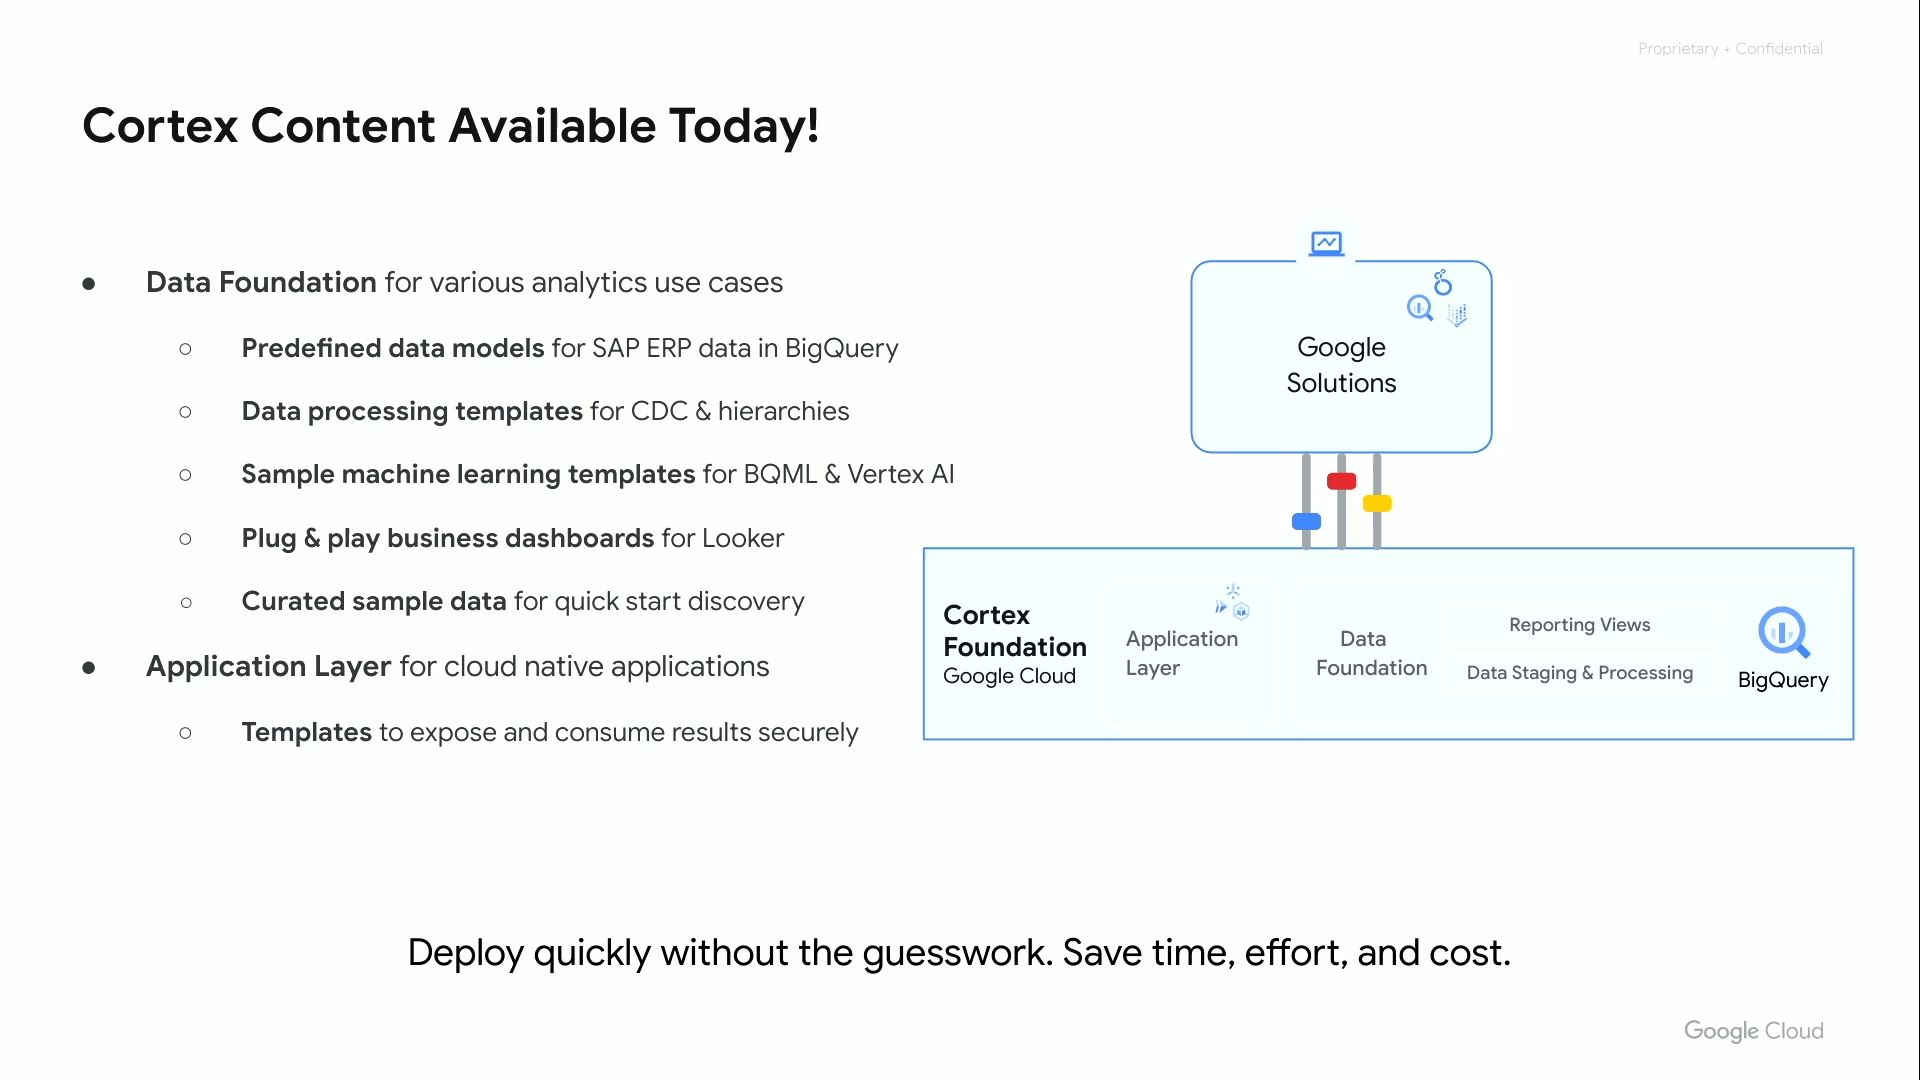 Proprietary + Confidential
Cortex Content Available Today!
● Data Foundation for various analytics use cases
○ Predefined data models for SAP ERP data in BigQuery
○ Data processing templates for CDC & hierarchies
○ Sample machine learning templates for BQML & Vertex AI
○ Plug & play business dashboards for Looker
○ Curated sample data for quick start discovery
● Application Layer for cloud native applications
○ Templates to expose and consume results securely
Google
Solutions
Cortex
Foundation
Google Cloud
Application
Layer
Data
Foundation
Reporting Views
Data Staging & Processing
BigQuery
Deploy quickly without the guesswork. Save time, effort, and cost.
Google Cloud